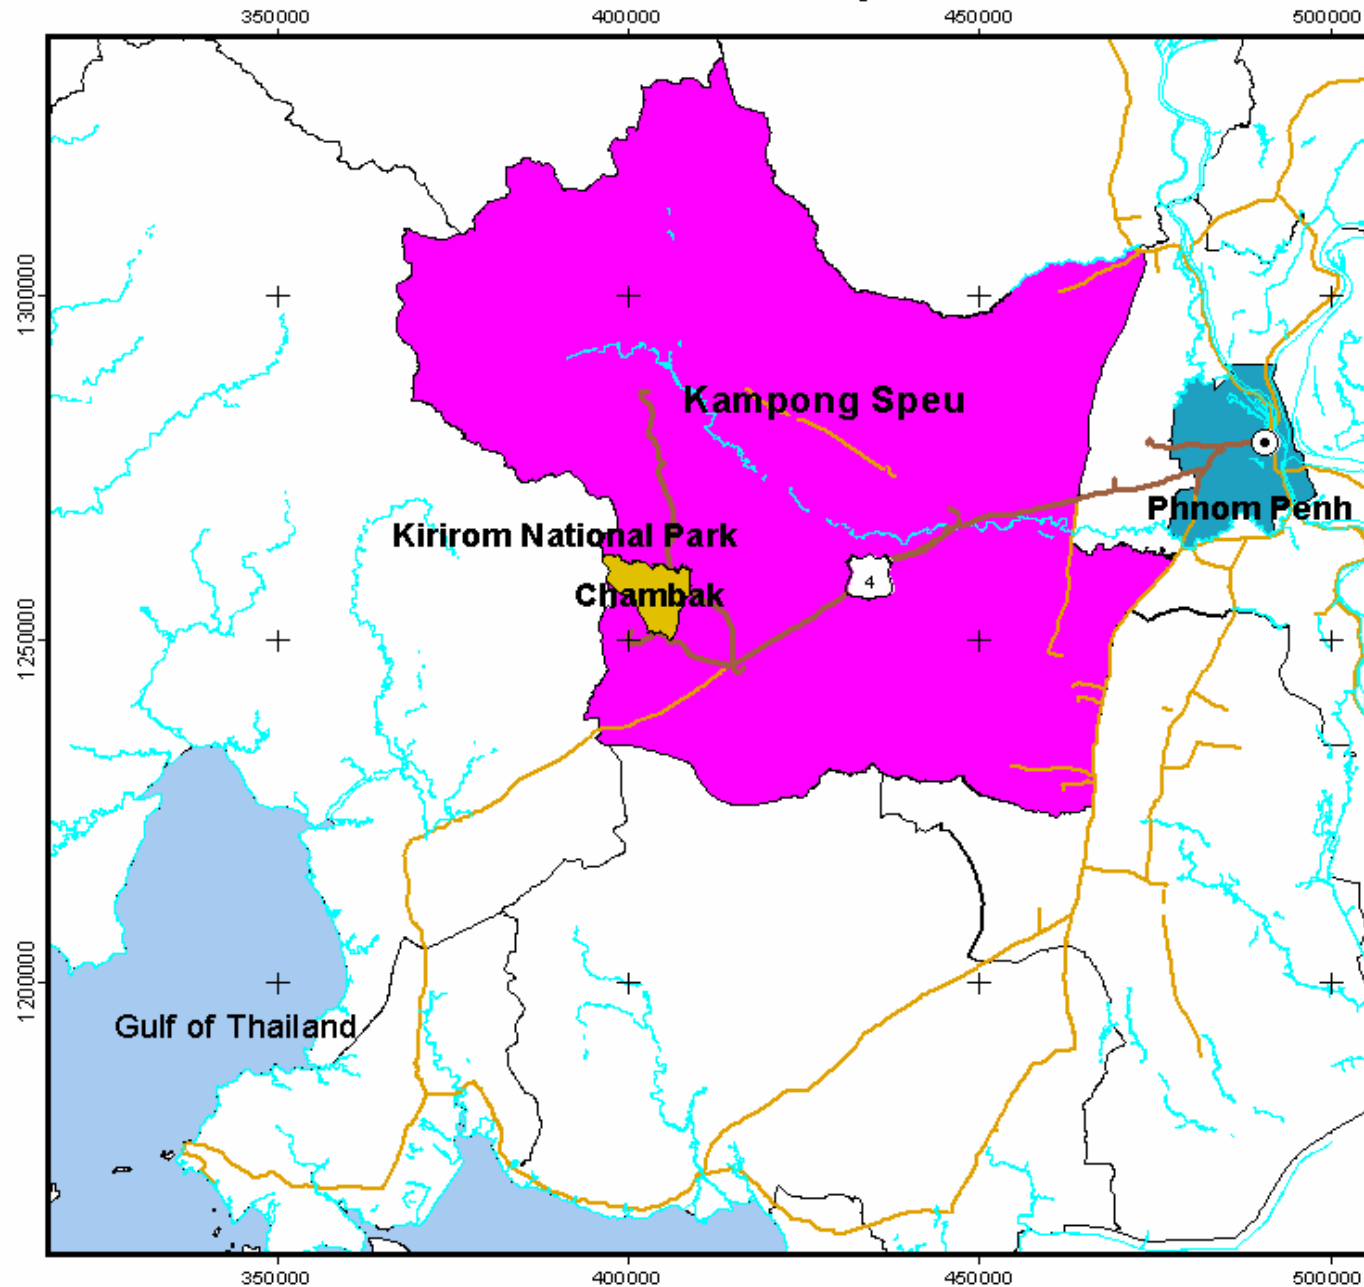 350000 400000 450000 500000
1300000
Kampong Speu
Phnom Penh
Kirirom National Park
4
Chambak
1250000
1200000
Gulf of Thailand
350000 400000 450000 500000